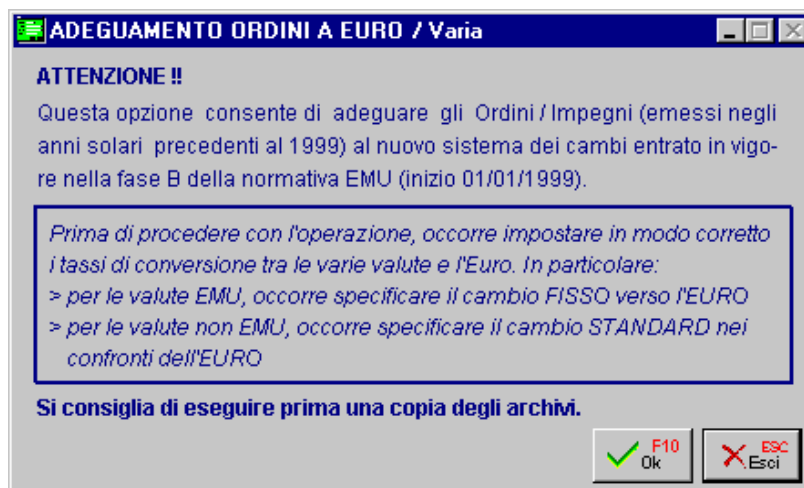 ADEGUAMENTO ORDINI A EURO / Varia
ATTENZIONE !!
Questa opzione consente di adeguare gli Ordini / Impegni (emessi negli
anni solari precedenti al 1999) al nuovo sistema dei cambi entrato in vigo-
re nella fase B della normativa EMU (inizio 01/01/1999).
Prima di procedere con l'operazione, occorre impostare in modo corretto
i tassi di conversione tra le varie valute e l'Euro. In particolare:
> per le valute EMU, occorre specificare il cambio FISSO verso l'EURO
> per le valute non EMU, occorre specificare il cambio STANDARD nei
confronti dell'EURO
Si consiglia di eseguire prima una copia degli archivi.
F10
Ok
ESC
Esci